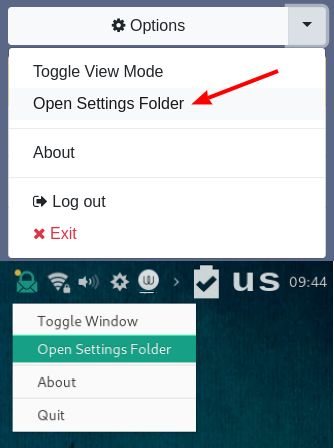 Options
Toggle View Mode
Open Settings Folder
About
Log out
Exit
us 09:44
Toggle Window
Open Settings Folder
About
Quit